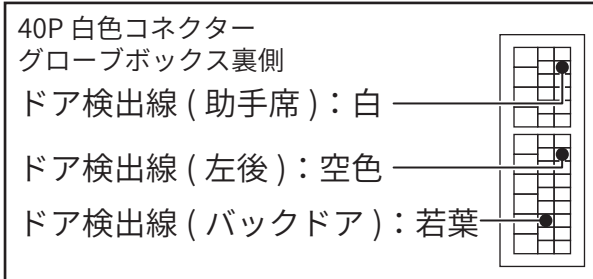 40P 白色コネクター
グローブボックス裏側
ドア検出線 ( 助手席 )：白
ドア検出線 ( 左後 )：空色
ドア検出線 ( バックドア )：若葉